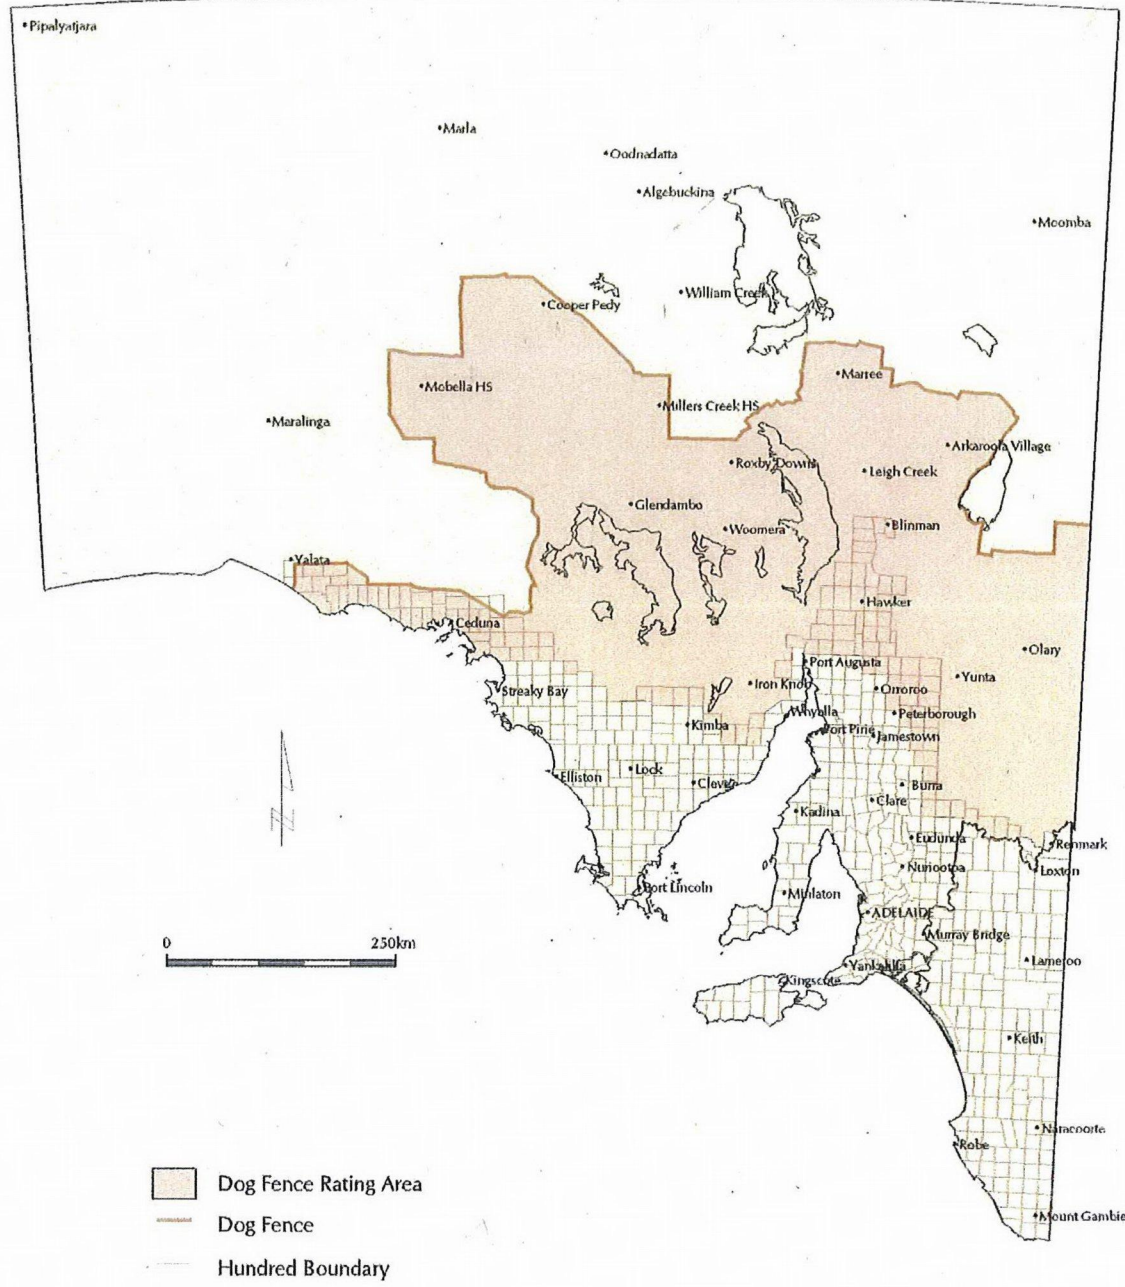 Pipalyatjara
Marla
Oodnadatta
Algebuckina
Moomba
William Creek
Cooper Pedy
Marree
Mobella HS
Millers Creek HS
Maralinga
Arkaroola Village
Roxby Downs
Leigh Creek
Glendambo
Woomera
Blinman
Yalata
Hawker
Ceduna
Olary
Port Augusta
Yunta
Iron Knob
Orroroo
Streaky Bay
Whyalla
Peterborough
Kimba
Port Pirie
Jamestown
Lock
Elliston
Cleve
Burra
Clare
Kadina
Eudunda
Renmark
Nuriootpa
Loxton
Port Lincoln
Minlaton
ADELAIDE
Murray Bridge
0 250km
Lameroo
Yankalilla
Kingscote
Keith
Naracoorte
Robe
Mount Gambie
N
Dog Fence Rating Area
Dog Fence
Hundred Boundary